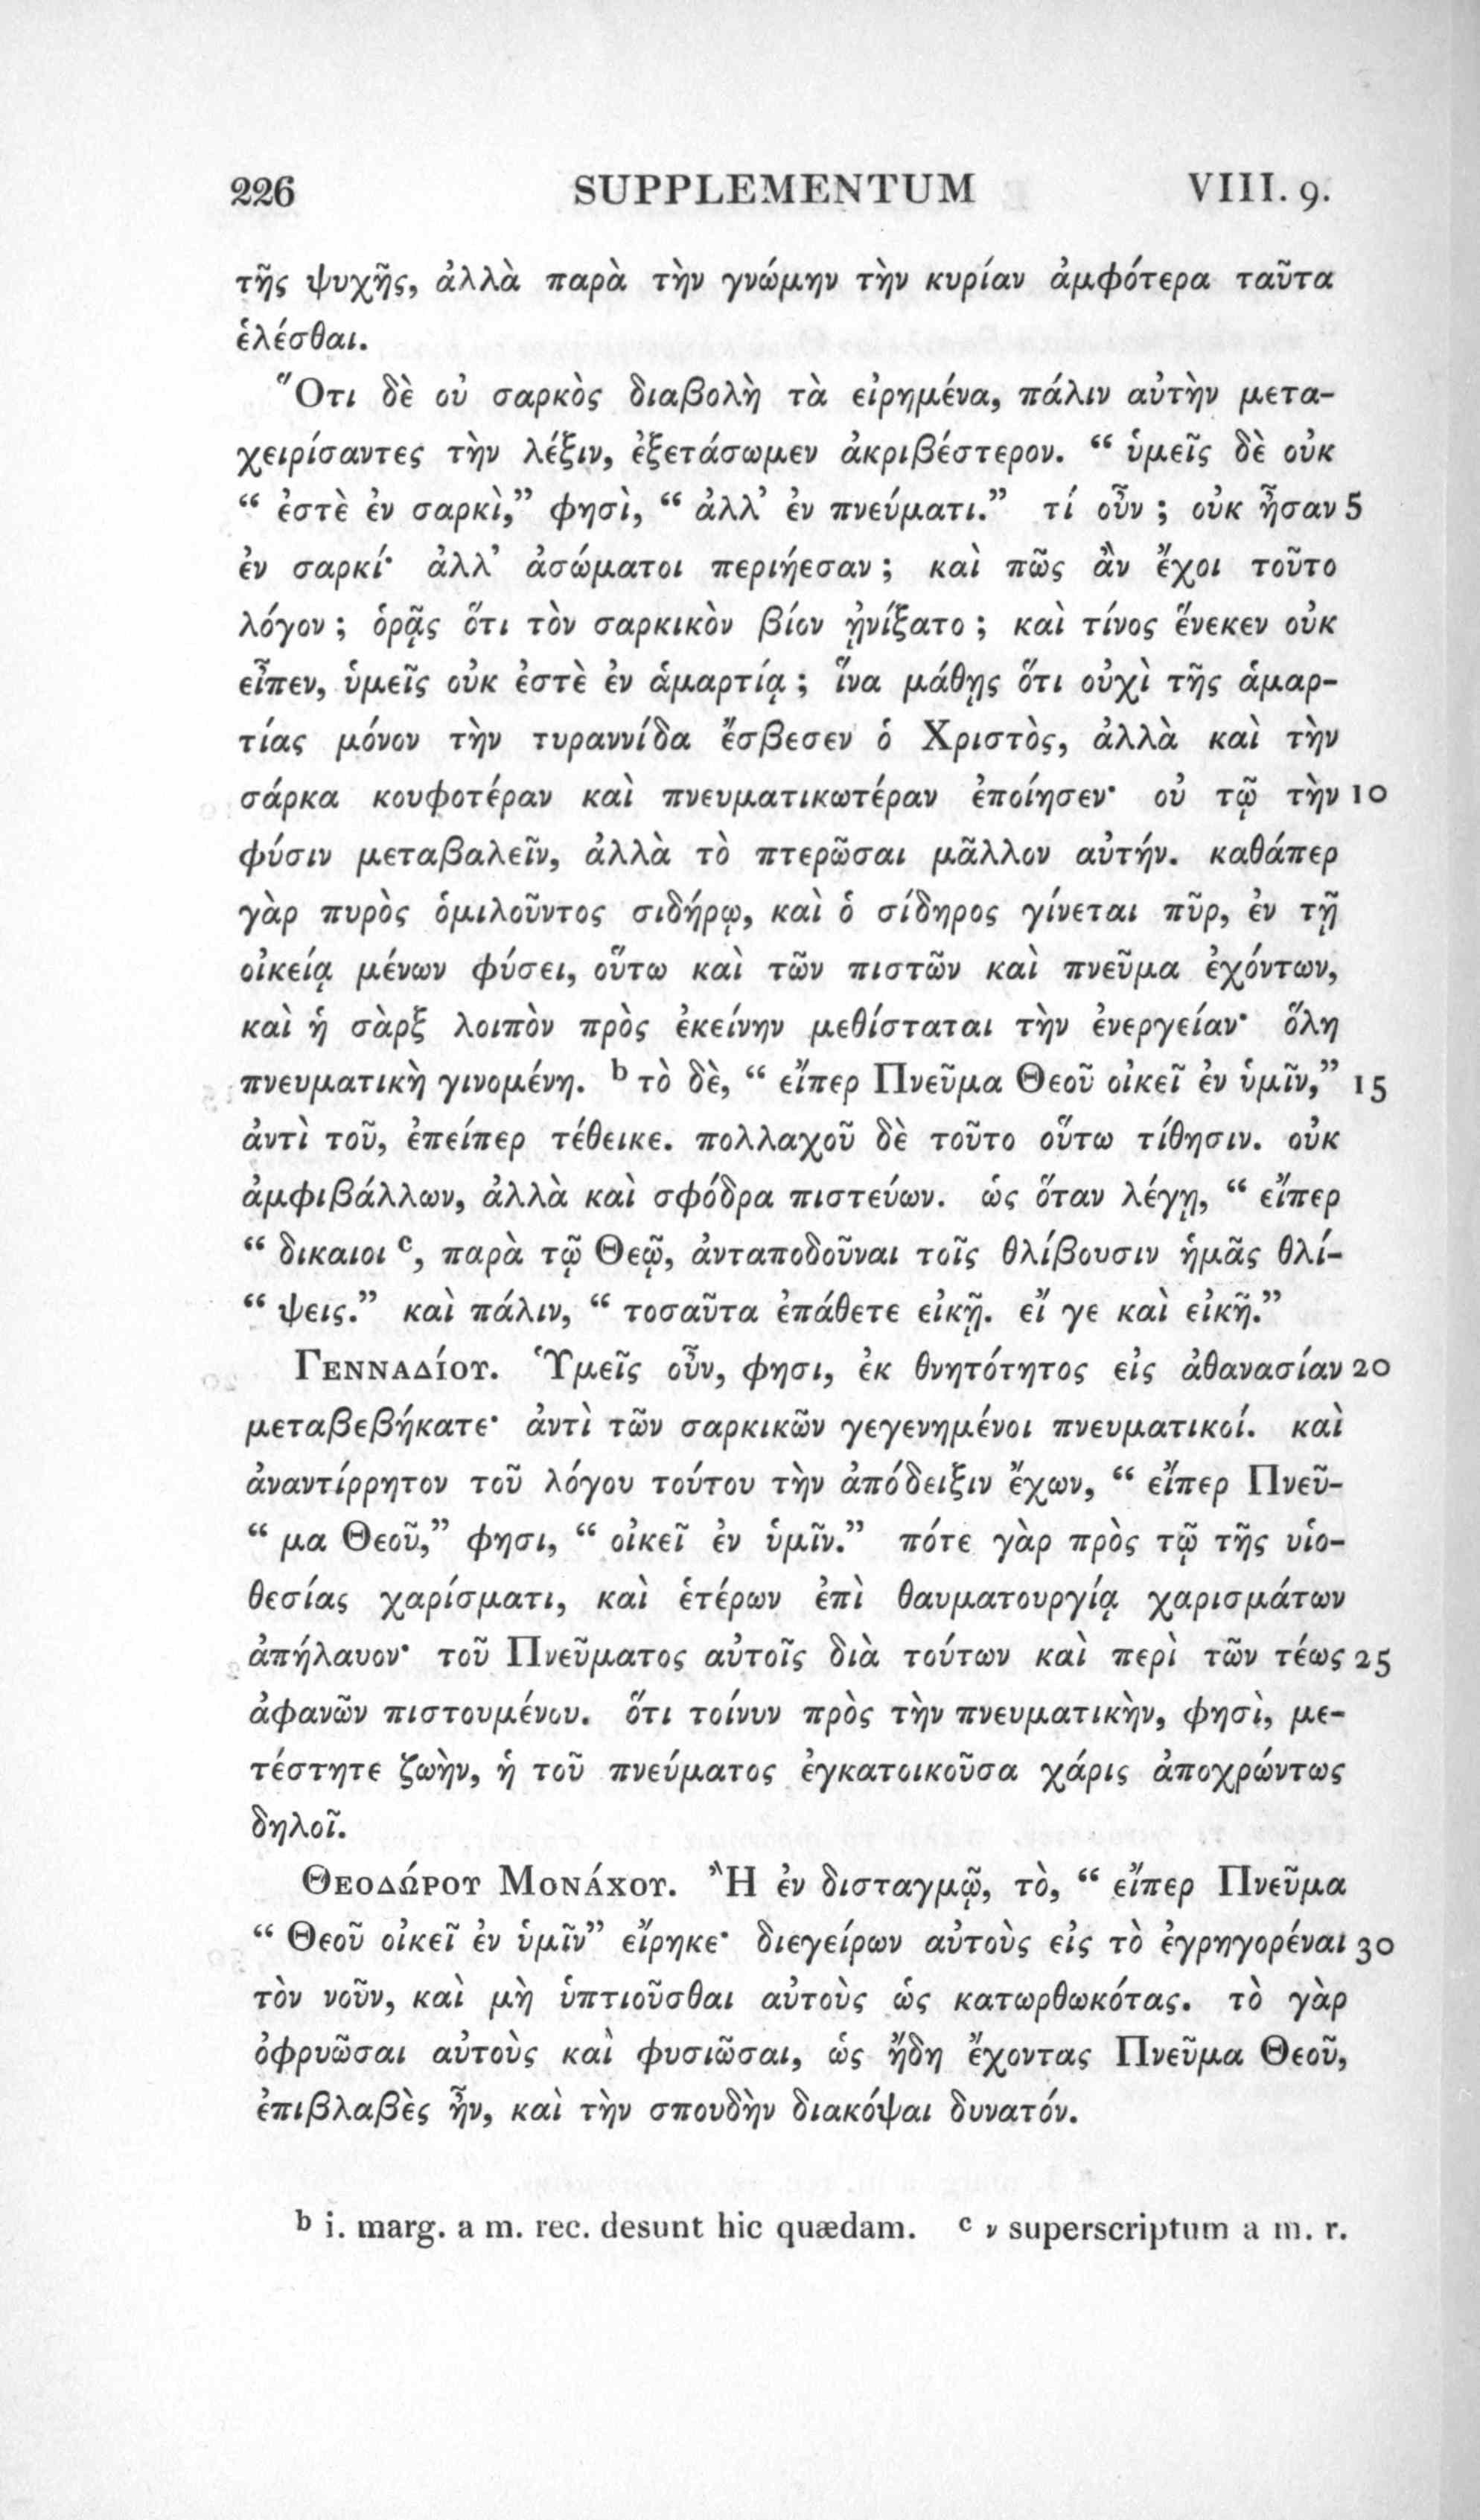 226 SUPPLEMENTUM VIII. 9.
τῆς ψυχῆς, ἀλλὰ παρὰ τὴν γνώμην τὴν κυρίαν ἀμφότερα ταῦτα
ἑλέσθαι.
Ὅτι δὲ οὐ σαρκὸς διαβολὴ τὰ εἰρημένα, πάλιν αὐτὴν μετα-
χειρίσαντες τὴν λέξιν, ἐξετάσωμεν ἀκριβέστερον. “ ὑμεῖς δὲ οὐκ
“ ἐστὲ ἐν σαρκὶ,” φησὶ, “ ἀλλ’ ἐν πνεύματι.” τί οὖν ; οὐκ ἦσαν 5
ἐν σαρκί· ἀλλ’ ἀσώματοι περιῄεσαν ; καὶ πῶς ἂν ἔχοι τοῦτο
λόγον ; ὁρᾷς ὅτι τὸν σαρκικὸν βίον ᾐνίξατο ; καὶ τίνος ἕνεκεν οὐκ
εἶπεν, ὑμεῖς οὐκ ἐστὲ ἐν ἁμαρτίᾳ ; ἵνα μάθῃς ὅτι οὐχὶ τῆς ἁμαρ-
τίας μόνον τὴν τυραννίδα ἔσβεσεν ὁ Χριστὸς, ἀλλὰ καὶ τὴν
σάρκα κουφοτέραν καὶ πνευματικωτέραν ἐποίησεν· οὐ τῷ τὴν 10
φύσιν μεταβαλεῖν, ἀλλὰ τὸ πτερῶσαι μᾶλλον αὐτήν. καθάπερ
γὰρ πυρὸς ὁμιλοῦντος σιδήρῳ, καὶ ὁ σίδηρος γίνεται πῦρ, ἐν τῇ
οἰκείᾳ μένων φύσει, οὕτω καὶ τῶν πιστῶν καὶ πνεῦμα ἐχόντων,
καὶ ἡ σὰρξ λοιπὸν πρὸς ἐκείνην μεθίσταται τὴν ἐνεργείαν· ὅλη
πνευματικὴ γινομένη. b τὸ δὲ, “ εἴπερ Πνεῦμα Θεοῦ οἰκεῖ ἐν ὑμῖν,” 15
ἀντὶ τοῦ, ἐπείπερ τέθεικε. πολλαχοῦ δὲ τοῦτο οὕτω τίθησιν. οὐκ
ἀμφιβάλλων, ἀλλὰ καὶ σφόδρα πιστεύων. ὡς ὅταν λέγῃ, “ εἴπερ
“ δικαιοι c, παρὰ τῷ Θεῷ, ἀνταποδοῦναι τοῖς θλίβουσιν ἡμᾶς θλί-
“ ψεις.” καὶ πάλιν, “ τοσαῦτα ἐπάθετε εἰκῇ. εἴ γε καὶ εἰκῆ.”
Γενναδίου. Ὑμεῖς οὖν, φησι, ἐκ θνητότητος εἰς ἀθανασίαν 20
μεταβεβήκατε· ἀντὶ τῶν σαρκικῶν γεγενημένοι πνευματικοί. καὶ
ἀναντίρρητον τοῦ λόγου τούτου τὴν ἀπόδειξιν ἔχων, “ εἴπερ Πνεῦ-
“ μα Θεοῦ,” φησι, “ οἰκεῖ ἐν ὑμῖν.” πότε γὰρ πρὸς τῷ τῆς υἱο-
θεσίας χαρίσματι, καὶ ἑτέρων ἐπὶ θαυματουργίᾳ χαρισμάτων
ἀπήλαυον· τοῦ Πνεῦματος αὐτοῖς διὰ τούτων καὶ περὶ τῶν τέως 25
ἀφανῶν πιστουμένου. ὅτι τοίνυν πρὸς τὴν πνευματικὴν, φησὶ, με-
τέστητε ζωὴν, ἡ τοῦ πνεύματος ἐγκατοικοῦσα χάρις ἀποχρώντως
δηλοῖ.
Θεοδώρου Μονάχου. Ἢ ἐν δισταγμῷ, τὸ, “ εἴπερ Πνεῦμα
“ Θεοῦ οἰκεῖ ἐν ὑμῖν” εἴρηκε· διεγείρων αὐτοὺς εἰς τὸ ἐγρηγορέναι 30
τὸν νοῦν, καὶ μὴ ὑπτιοῦσθαι αὐτοὺς ὡς κατωρθωκότας. τὸ γὰρ
ὀφρυῶσαι αὐτοὺς καὶ φυσιῶσαι, ὡς ἤδη ἔχοντας Πνεῦμα Θεοῦ,
ἐπιβλαβὲς ἦν, καὶ τὴν σπουδὴν διακόψαι δυνατόν.
b i. marg. a m. rec. desunt hic quædam. c ν superscriptum a m. r.